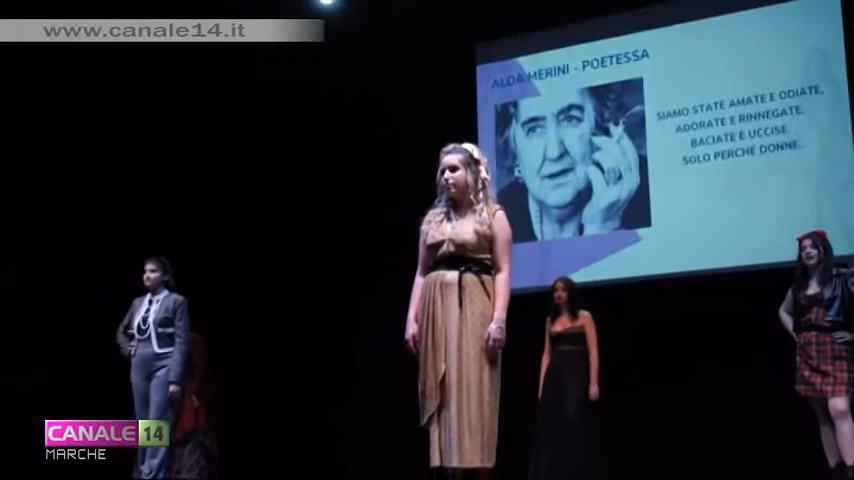 www.canale14.it
ALDA MERINI - POETESSA
SIAMO STATE AMATE E ODIATE,
ADORATE E RINNEGATE,
BACIATE E UCCISE
SOLO PERCHÉ DONNE.
CANALE 14
MARCHE